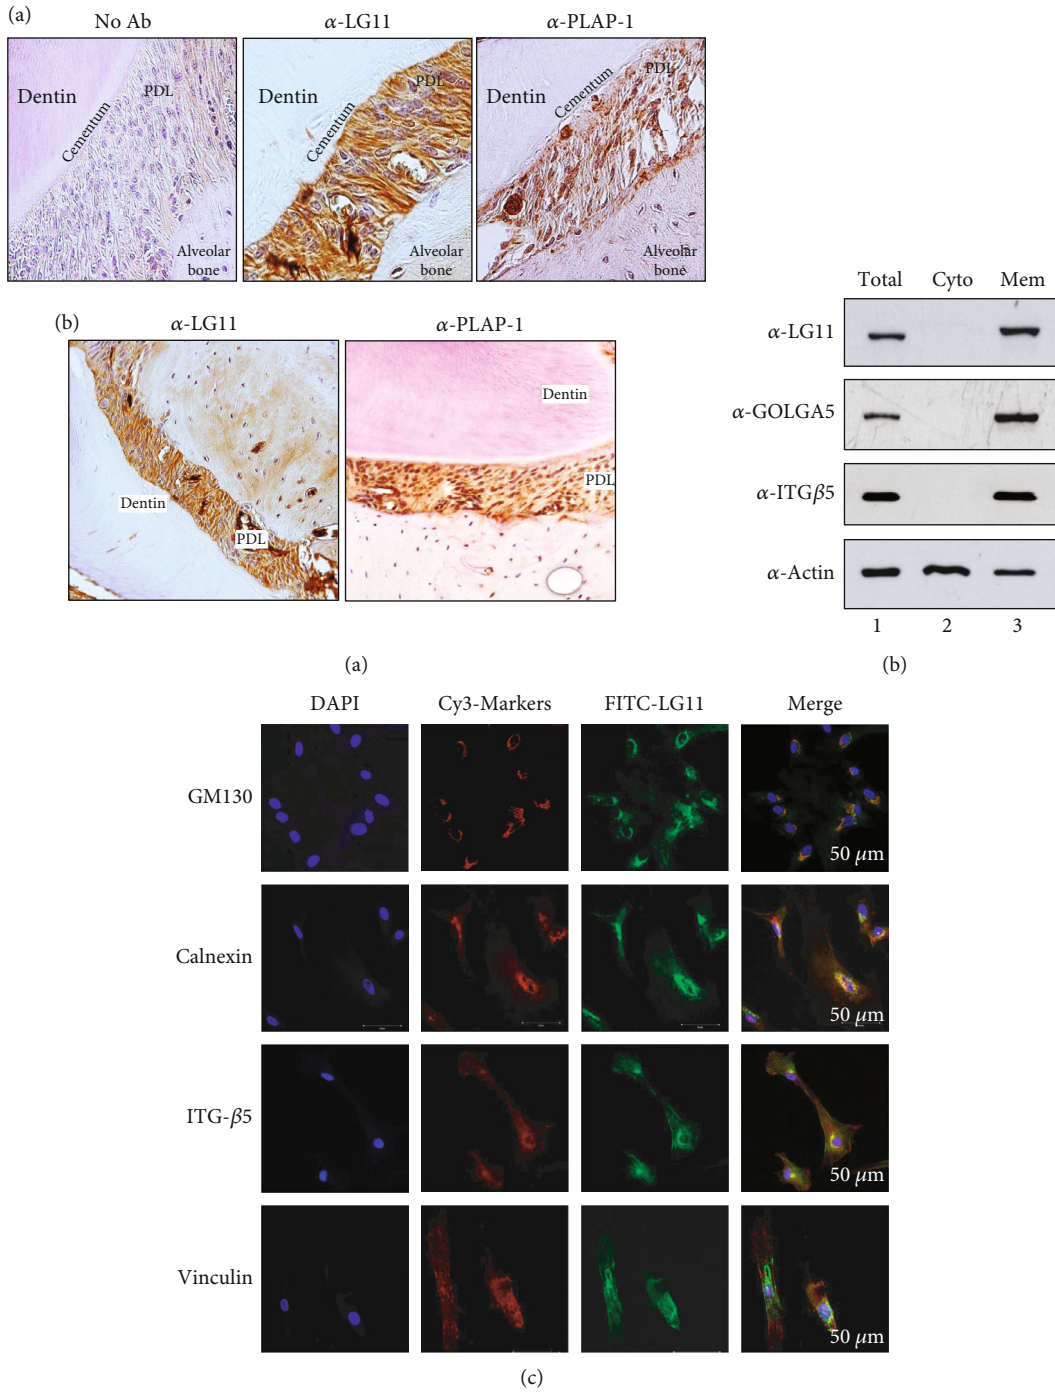 (a)
No Ab
α-LG11
α-PLAP-1
Dentin
Cementum
PDL
Alveolar
bone
Dentin
Cementum
PDL
Alveolar
bone
Dentin
Cementum
PDL
Alveolar
bone
(b)
α-LG11
α-PLAP-1
Dentin
PDL
Dentin
PDL
(a)
Total Cyto Mem
α-LG11
α-GOLGA5
α-ITGβ5
α-Actin
1 2 3
(b)
DAPI Cy3-Markers FITC-LG11 Merge
GM130
50 μm
Calnexin
50 μm
ITG-β5
50 μm
Vinculin
50 μm
(c)